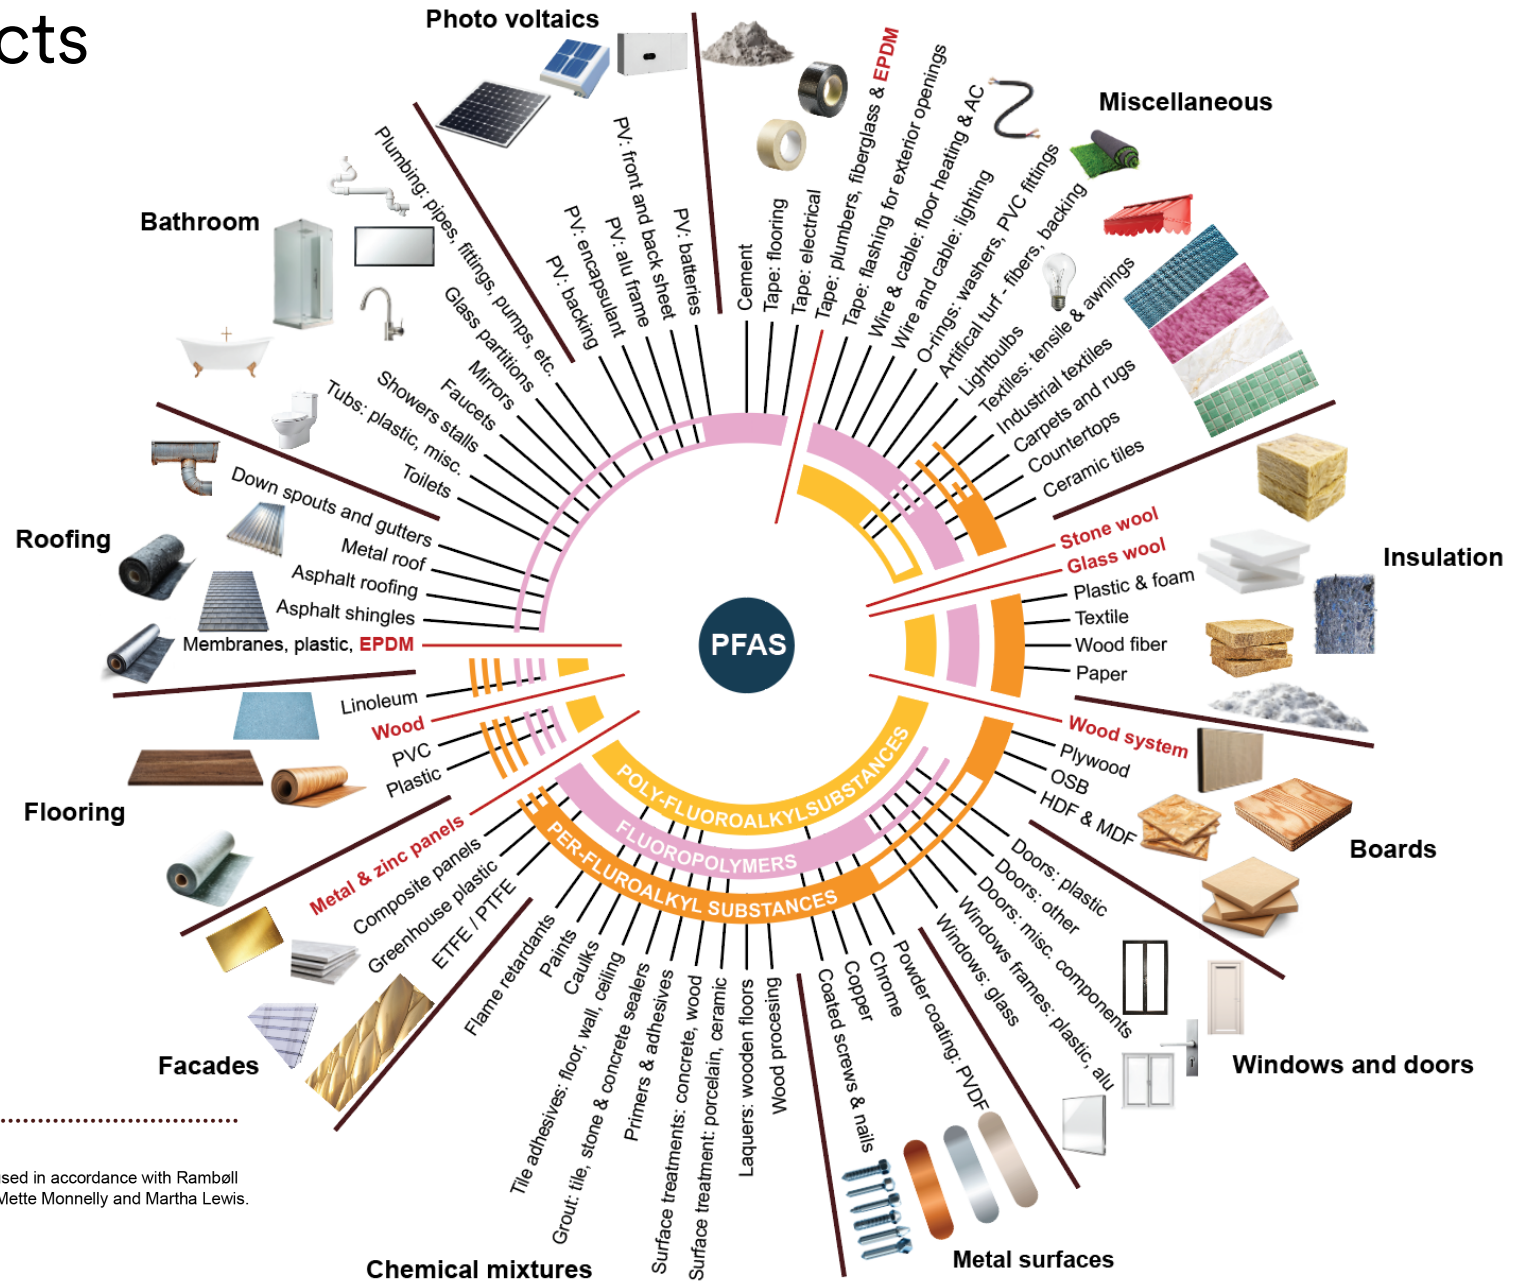 cts
Photo voltaics
PV: backing
PV: encapsulant
PV: alu frame
PV: front and back sheet
PV: batteries
Miscellaneous
Cement
Tape: flooring
Tape: electrical
Tape: plumbers, fiberglass & EPDM
Tape: flashing for exterior openings
Wire & cable: floor heating & AC
Wire and cable: lighting
O-rings: washers, PVC fittings
Artifical turf - fibers, backing
Lightbulbs
Textiles: tensile & awnings
Industrial textiles
Carpets and rugs
Countertops
Ceramic tiles
Insulation
Stone wool
Glass wool
Plastic & foam
Textile
Wood fiber
Paper
Boards
Wood system
Plywood
OSB
HDF & MDF
Windows and doors
Doors: plastic
Doors: other
Doors: misc. components
Windows frames: plastic, alu
Windows: glass
Metal surfaces
Powder coating: PVDF
Chrome
Copper
Coated screws & nails
Chemical mixtures
Wood procesing
Laquers: wooden floors
Surface treatment: porcelain, ceramic
Surface treatments: concrete, wood
Primers & adhesives
Grout: tile, stone & concrete sealers
Tile adhesives: floor, wall, ceiling
Caulks
Paints
Flame retardants
Facades
ETFE / PTFE
Greenhouse plastic
Composite panels
Metal & zinc panels
Flooring
Plastic
PVC
Wood
Linoleum
Roofing
Membranes, plastic, EPDM
Asphalt shingles
Asphalt roofing
Metal roof
Down spouts and gutters
Bathroom
Toilets
Tubs: plastic, misc.
Showers stalls
Faucets
Mirrors
Glass partitions
Plumbing: pipes, fittings, pumps, etc.
PFAS
POLY-FLUOROALKYL SUBSTANCES
FLUOROPOLYMERS
PER-FLUROALKYL SUBSTANCES
used in accordance with Rambøll
Mette Monnelly and Martha Lewis.